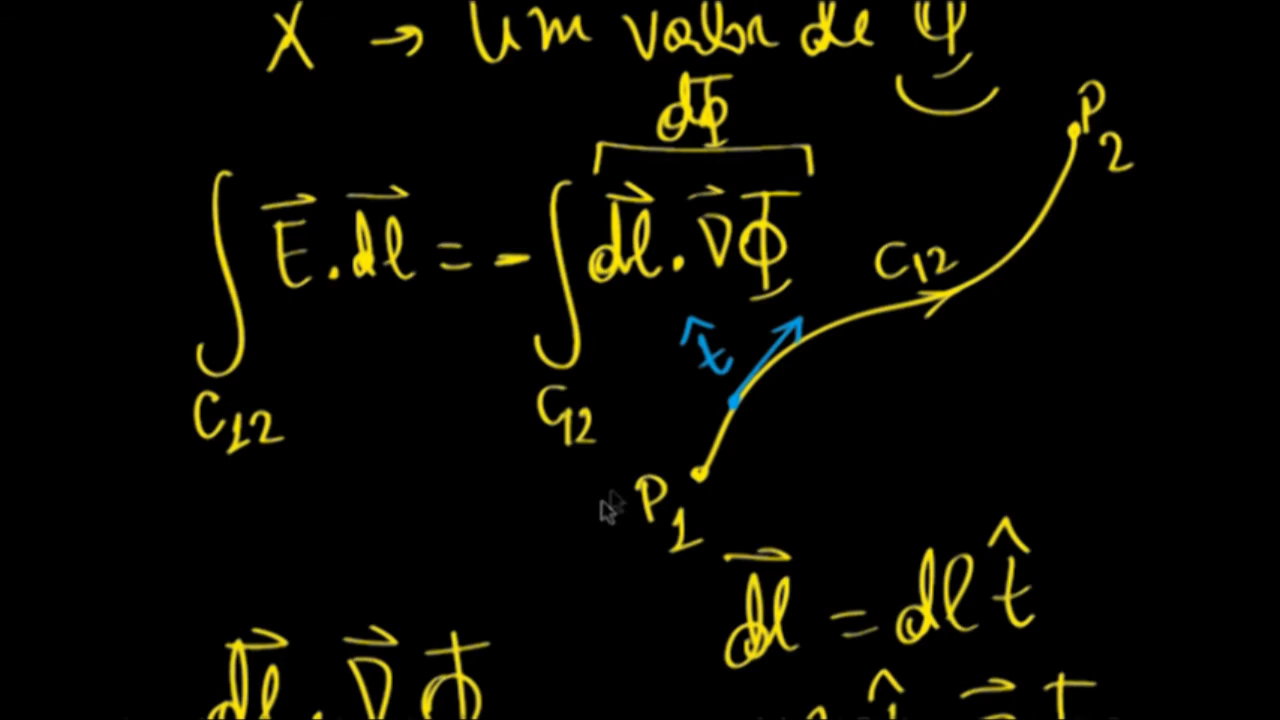 X → Um valor de Φ
dΦ
P₂
∫_{C₁₂} E⃗ . dl⃗ = - ∫_{C₁₂} dl⃗ . ∇⃗Φ
C₁₂
t̂
P₁
dl⃗ = dl t̂
dl⃗ . ∇⃗Φ